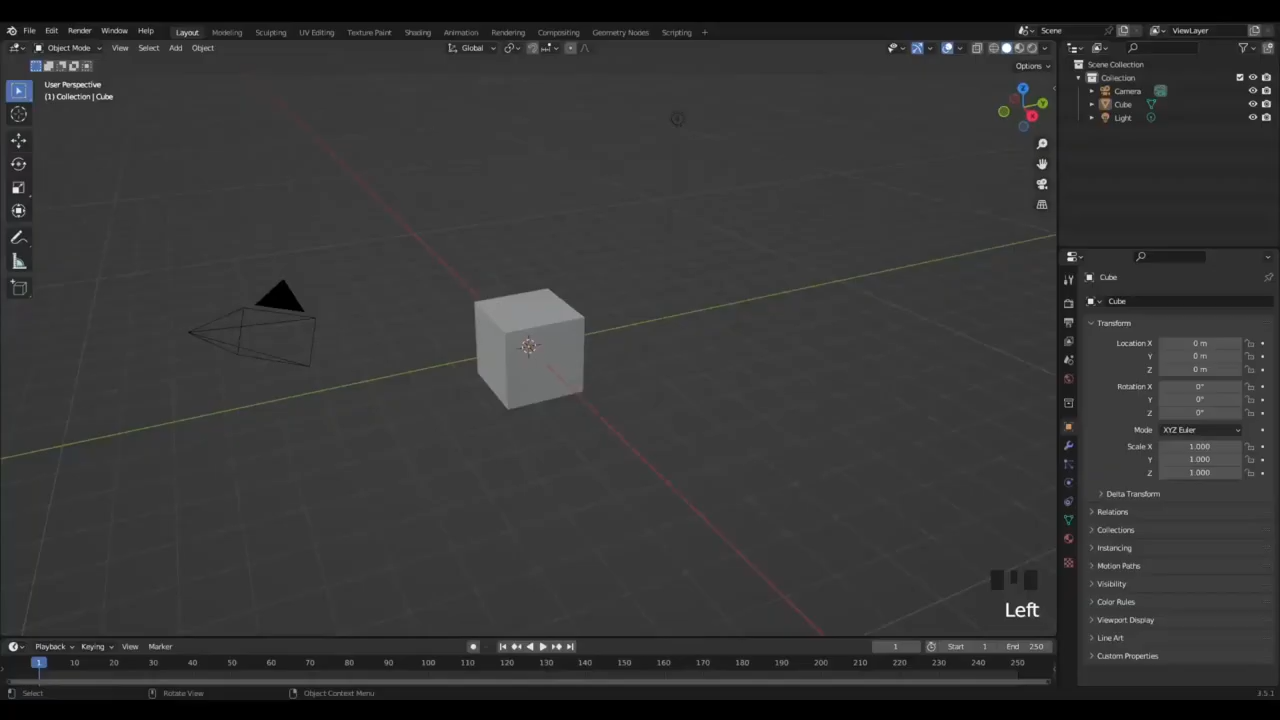 File Edit Render Window Help Layout Modeling Sculpting UV Editing Texture Paint Shading Animation Rendering Compositing Geometry Nodes Scripting + Scene ViewLayer
Object Mode View Select Add Object Global
Options
User Perspective
(1) Collection | Cube
Scene Collection
Collection
Camera
Cube
Light
Z
Y
X
Cube
Cube
Transform
Location X 0 m
Y 0 m
Z 0 m
Rotation X 0°
Y 0°
Z 0°
Mode XYZ Euler
Scale X 1.000
Y 1.000
Z 1.000
Delta Transform
Relations
Collections
Instancing
Motion Paths
Visibility
Color Rules
Viewport Display
Line Art
Custom Properties
Left
Playback Keying View Marker 1 Start 1 End 250
1 10 20 30 40 50 60 70 80 90 100 110 120 130 140 150 160 170 180 190 200 210 220 230 240 250
Select Rotate View Object Context Menu 3.5.1